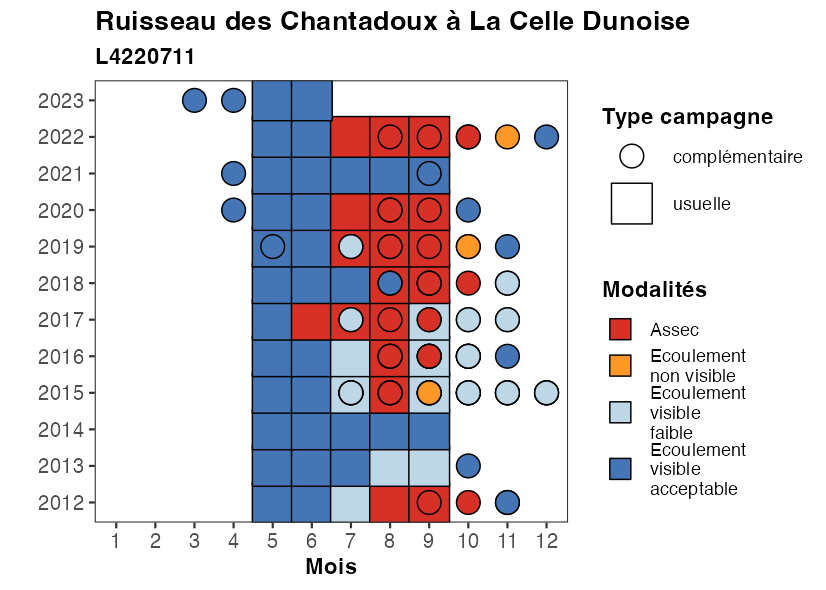 Ruisseau des Chantadoux à La Celle Dunoise
L4220711
2023
2022
2021
2020
2019
2018
2017
2016
2015
2014
2013
2012
1 2 3 4 5 6 7 8 9 10 11 12
Mois
Type campagne
complémentaire
usuelle
Modalités
Assec
Ecoulement
non visible
Ecoulement
visible
faible
Ecoulement
visible
acceptable